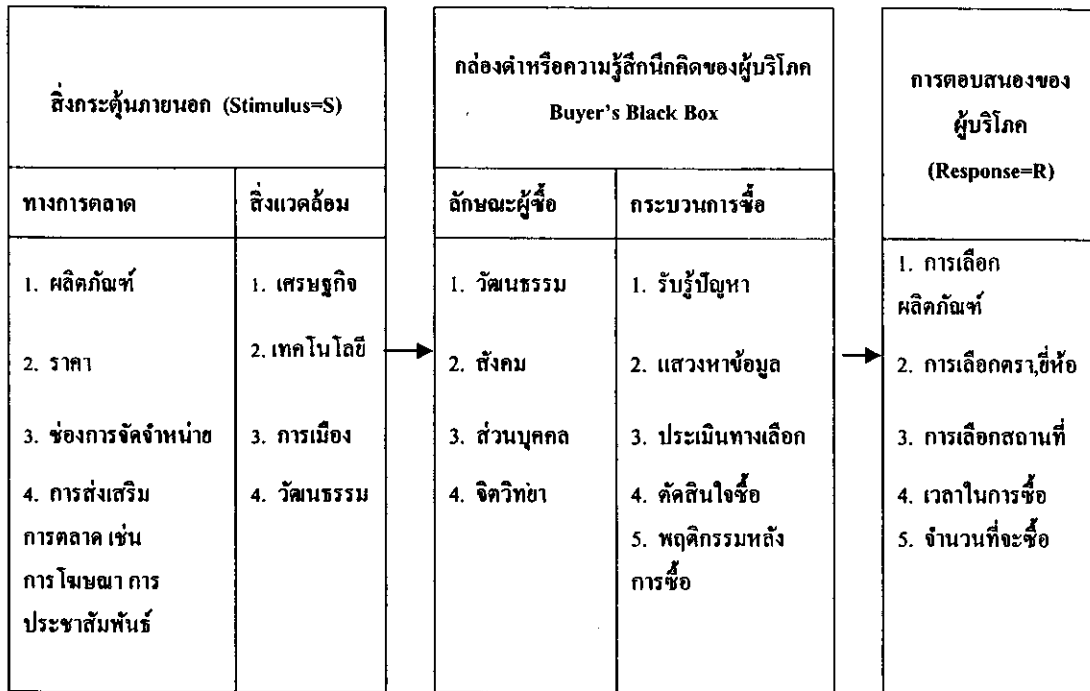 สิ่งกระตุ้นภายนอก (Stimulus=S)
ทางการตลาด
1. ผลิตภัณฑ์
2. ราคา
3. ช่องการจัดจำหน่าย
4. การส่งเสริม
การตลาด เช่น
การโฆษณา การ
ประชาสัมพันธ์
สิ่งแวดล้อม
1. เศรษฐกิจ
2. เทคโนโลยี
3. การเมือง
4. วัฒนธรรม
กล่องดำหรือความรู้สึกนึกคิดของผู้บริโภค
Buyer's Black Box
ลักษณะผู้ซื้อ
1. วัฒนธรรม
2. สังคม
3. ส่วนบุคคล
4. จิตวิทยา
กระบวนการซื้อ
1. รับรู้ปัญหา
2. แสวงหาข้อมูล
3. ประเมินทางเลือก
4. ตัดสินใจซื้อ
5. พฤติกรรมหลัง
การซื้อ
การตอบสนองของ
ผู้บริโภค
(Response=R)
1. การเลือก
ผลิตภัณฑ์
2. การเลือกตรา,ยี่ห้อ
3. การเลือกสถานที่
4. เวลาในการซื้อ
5. จำนวนที่จะซื้อ